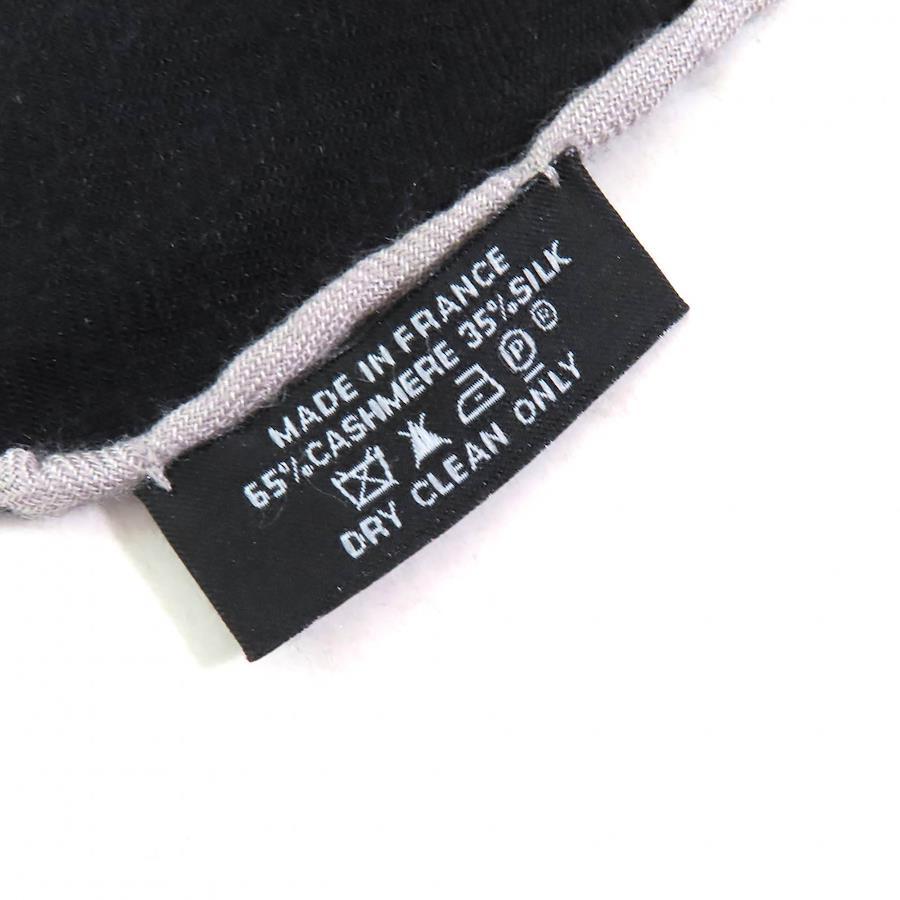 MADE IN FRANCE
65%CASHMERE 35%SILK
P ®
DRY CLEAN ONLY